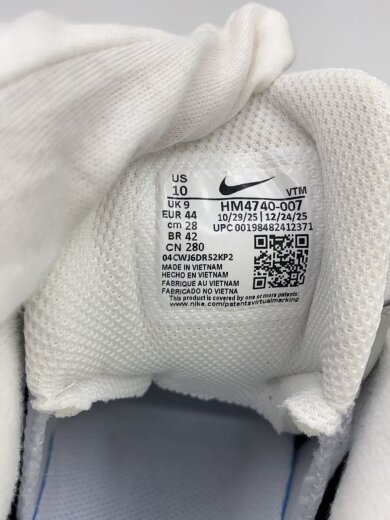 US
10
VTM
UK 9
HM4740-007
EUR 44
10/29/25 | 12/24/25
cm 28
UPC 00198482412371
BR 42
CN 280
04CWJ6DR52KP2
MADE IN VIETNAM
HECHO EN VIETNAM
FABRIQUE AU VIETNAM
FABRICADO NO VIETNA
This product is covered by one or more patents:
www.nike.com/patentsvirtualmarking